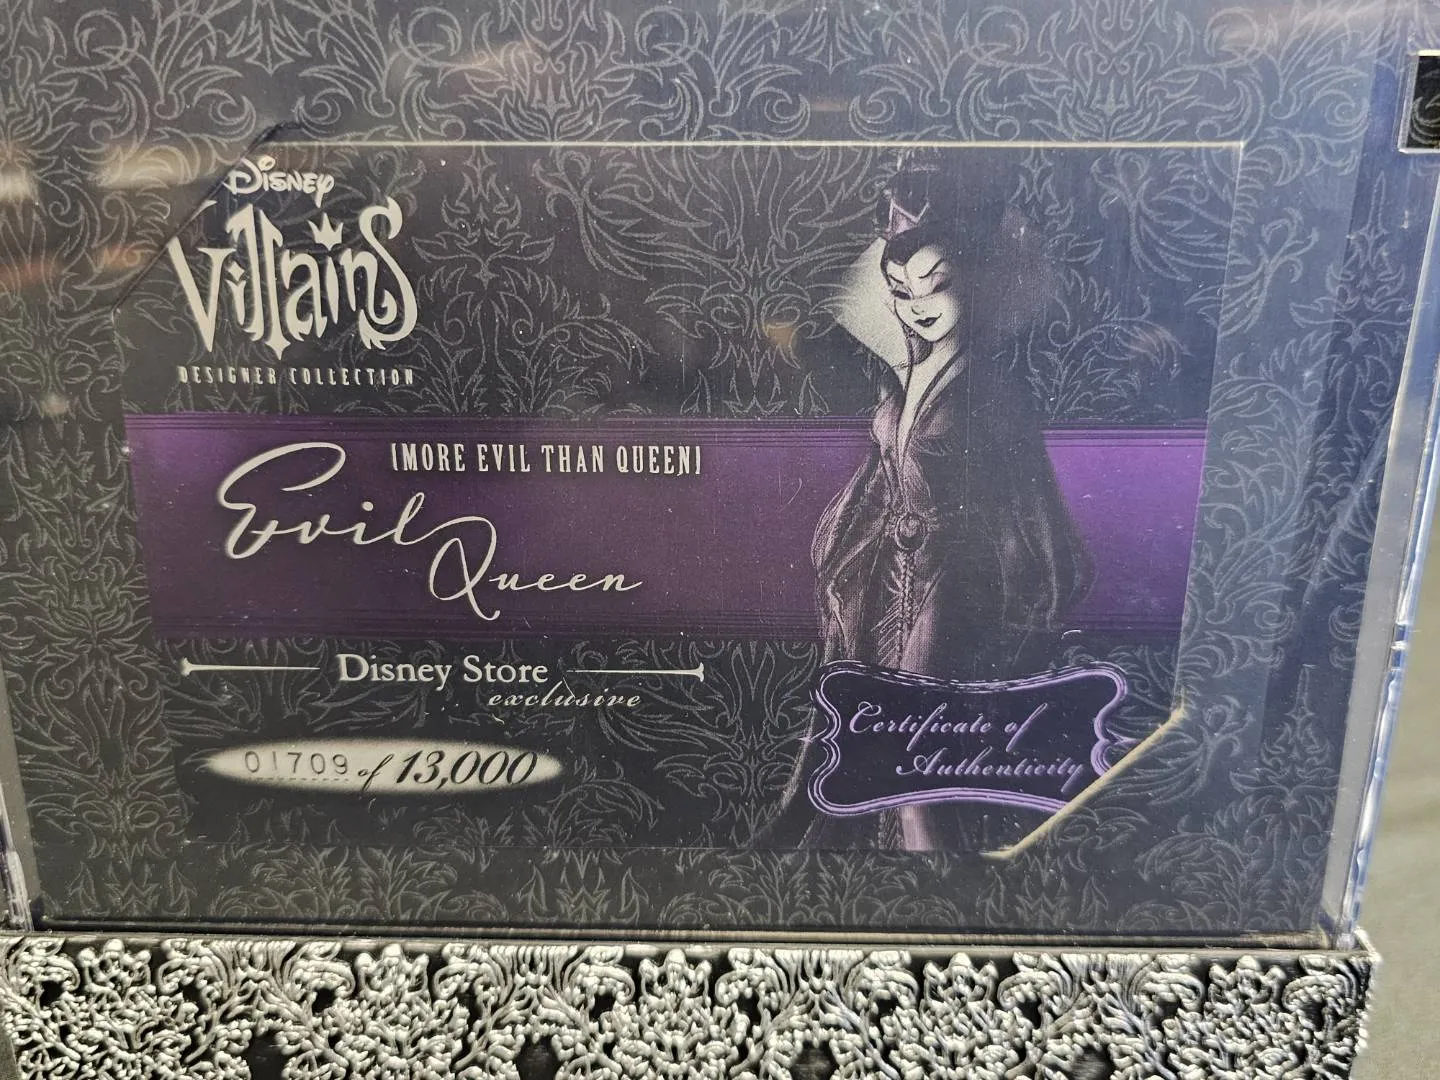 Disney
Villains
DESIGNER COLLECTION
[MORE EVIL THAN QUEEN]
Evil
Queen
Disney Store
exclusive
01709 of 13,000
Certificate of
Authenticity